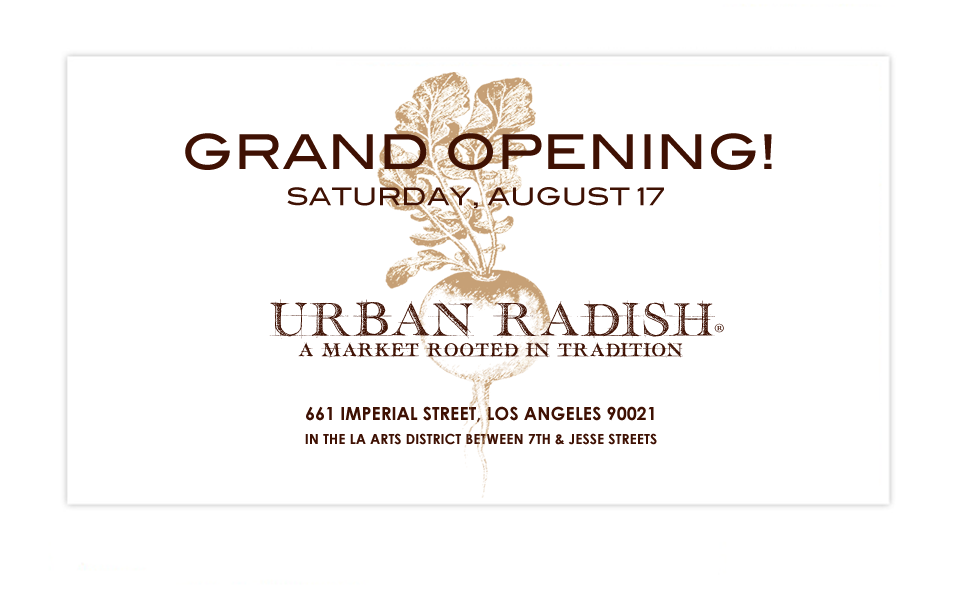 GRAND OPENING!
SATURDAY, AUGUST 17
URBAN RADISH®
A MARKET ROOTED IN TRADITION
661 IMPERIAL STREET, LOS ANGELES 90021
IN THE LA ARTS DISTRICT BETWEEN 7TH & JESSE STREETS